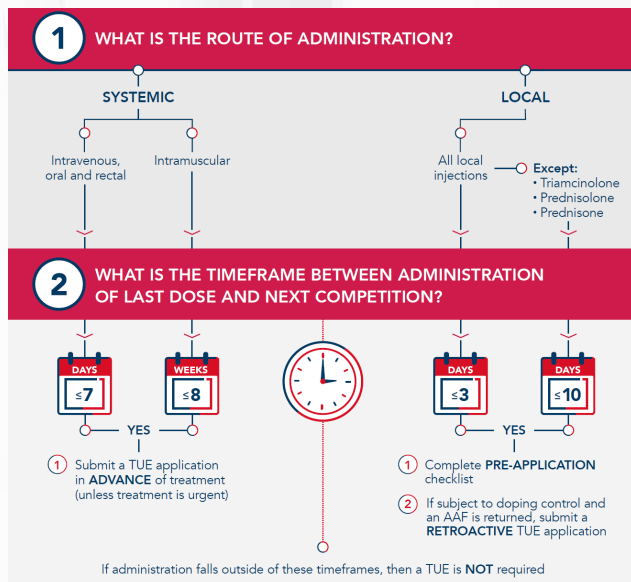 1 WHAT IS THE ROUTE OF ADMINISTRATION?
SYSTEMIC
Intravenous,
oral and rectal
Intramuscular
LOCAL
All local
injections
Except:
• Triamcinolone
• Prednisolone
• Prednisone
2 WHAT IS THE TIMEFRAME BETWEEN ADMINISTRATION
OF LAST DOSE AND NEXT COMPETITION?
DAYS
≤7
WEEKS
≤8
YES
1 Submit a TUE application
in ADVANCE of treatment
(unless treatment is urgent)
DAYS
≤3
DAYS
≤10
YES
1 Complete PRE-APPLICATION
checklist
2 If subject to doping control and
an AAF is returned, submit a
RETROACTIVE TUE application
If administration falls outside of these timeframes, then a TUE is NOT required